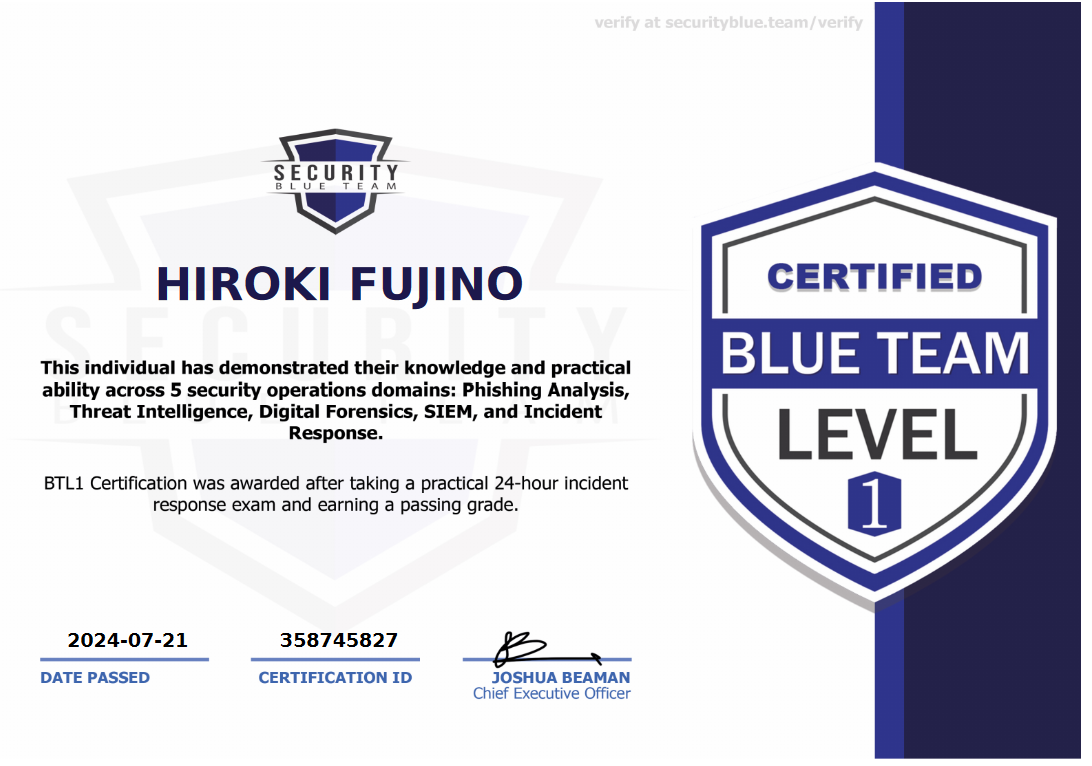 verify at securityblue.team/verify
SECURITY
BLUE TEAM
HIROKI FUJINO
This individual has demonstrated their knowledge and practical
ability across 5 security operations domains: Phishing Analysis,
Threat Intelligence, Digital Forensics, SIEM, and Incident
Response.
BTL1 Certification was awarded after taking a practical 24-hour incident
response exam and earning a passing grade.
2024-07-21
DATE PASSED
358745827
CERTIFICATION ID
JOSHUA BEAMAN
Chief Executive Officer
CERTIFIED
BLUE TEAM
LEVEL
1
SECURITY
BLUE TEAM